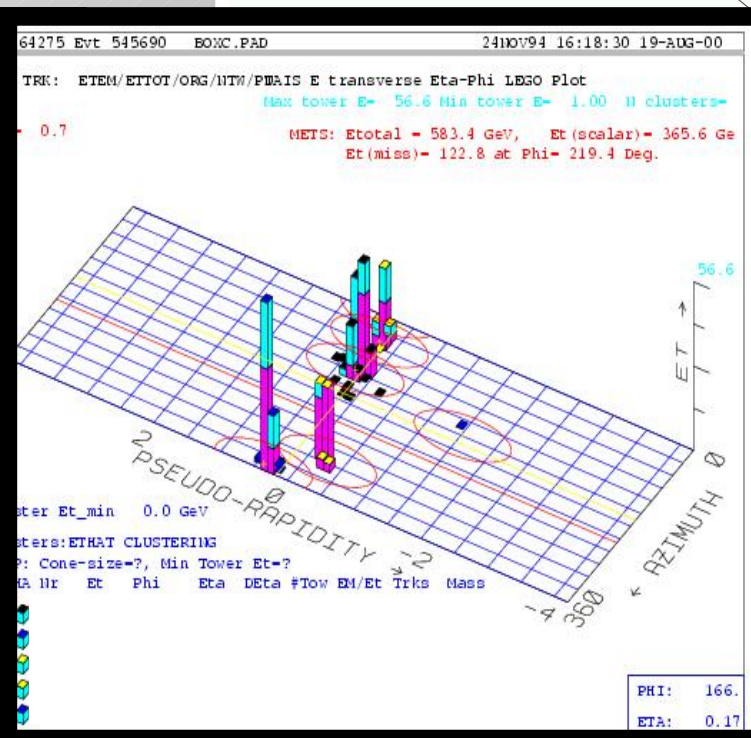 64275 Evt 545690 BOXC.PAD 24NOV94 16:18:30 19-AUG-00
TRK: ETEM/ETTOT/ORG/NTW/PWAIS E transverse Eta-Phi LEGO Plot
Max tower E= 56.6 Min tower E= 1.00 N clusters=
= 0.7
METS: Etotal = 583.4 GeV, Et(scalar)= 365.6 Ge
Et(miss)= 122.8 at Phi= 219.4 Deg.
56.6
ET →
2
PSEUDO-RAPIDITY →
0
-2
-4
0
← AZIMUTH
360
ster Et_min 0.0 GeV
sters:ETHAT CLUSTERING
P: Cone-size=?, Min Tower Et=?
HA Nr Et Phi Eta DEta #Tow EM/Et Trks Mass
PHI: 166.
ETA: 0.17